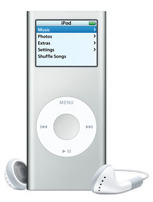 iPod
Music
Photos
Extras
Settings
Shuffle Songs
MENU